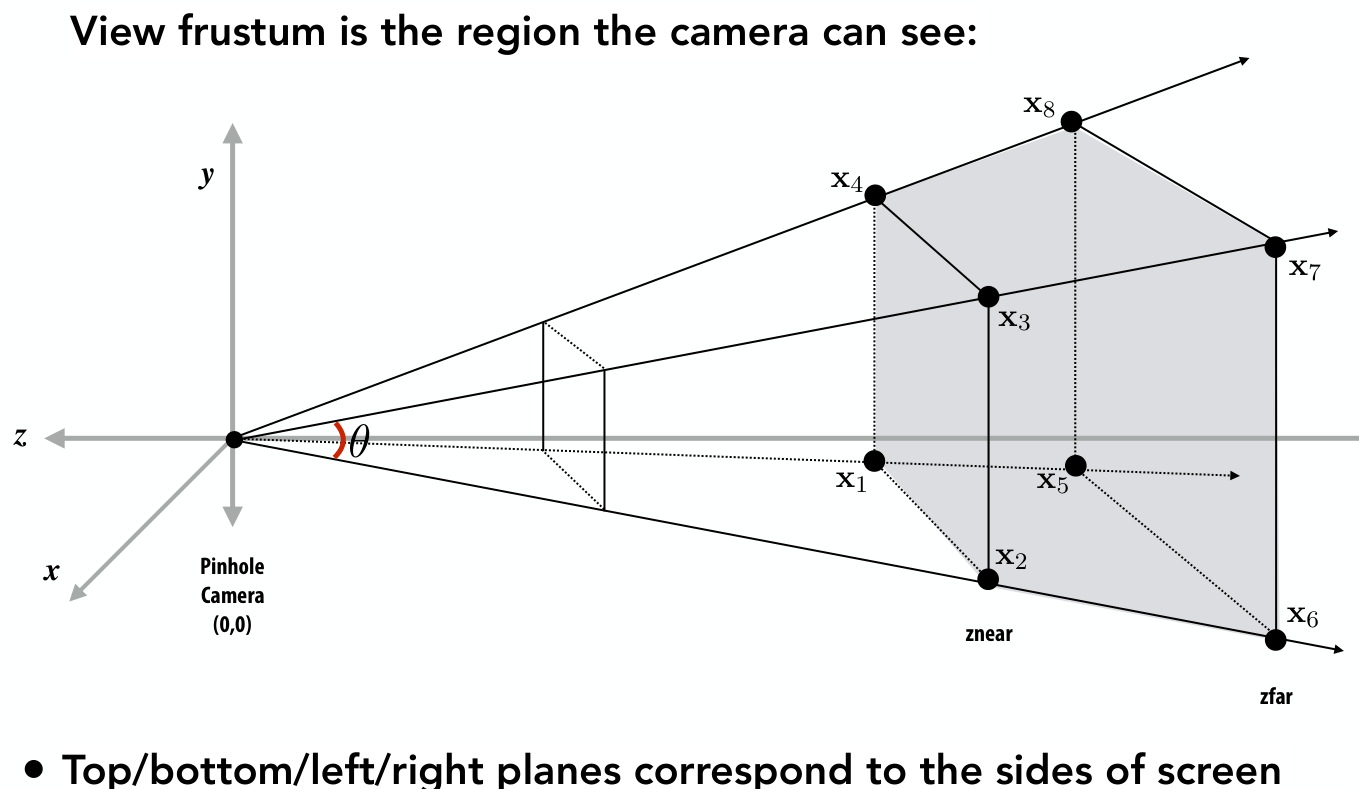 View frustum is the region the camera can see:
x₈
y
x₄
x₇
x₃
z
θ
x₁
x₅
x
Pinhole
Camera
(0,0)
x₂
x₆
znear
zfar
• Top/bottom/left/right planes correspond to the sides of screen